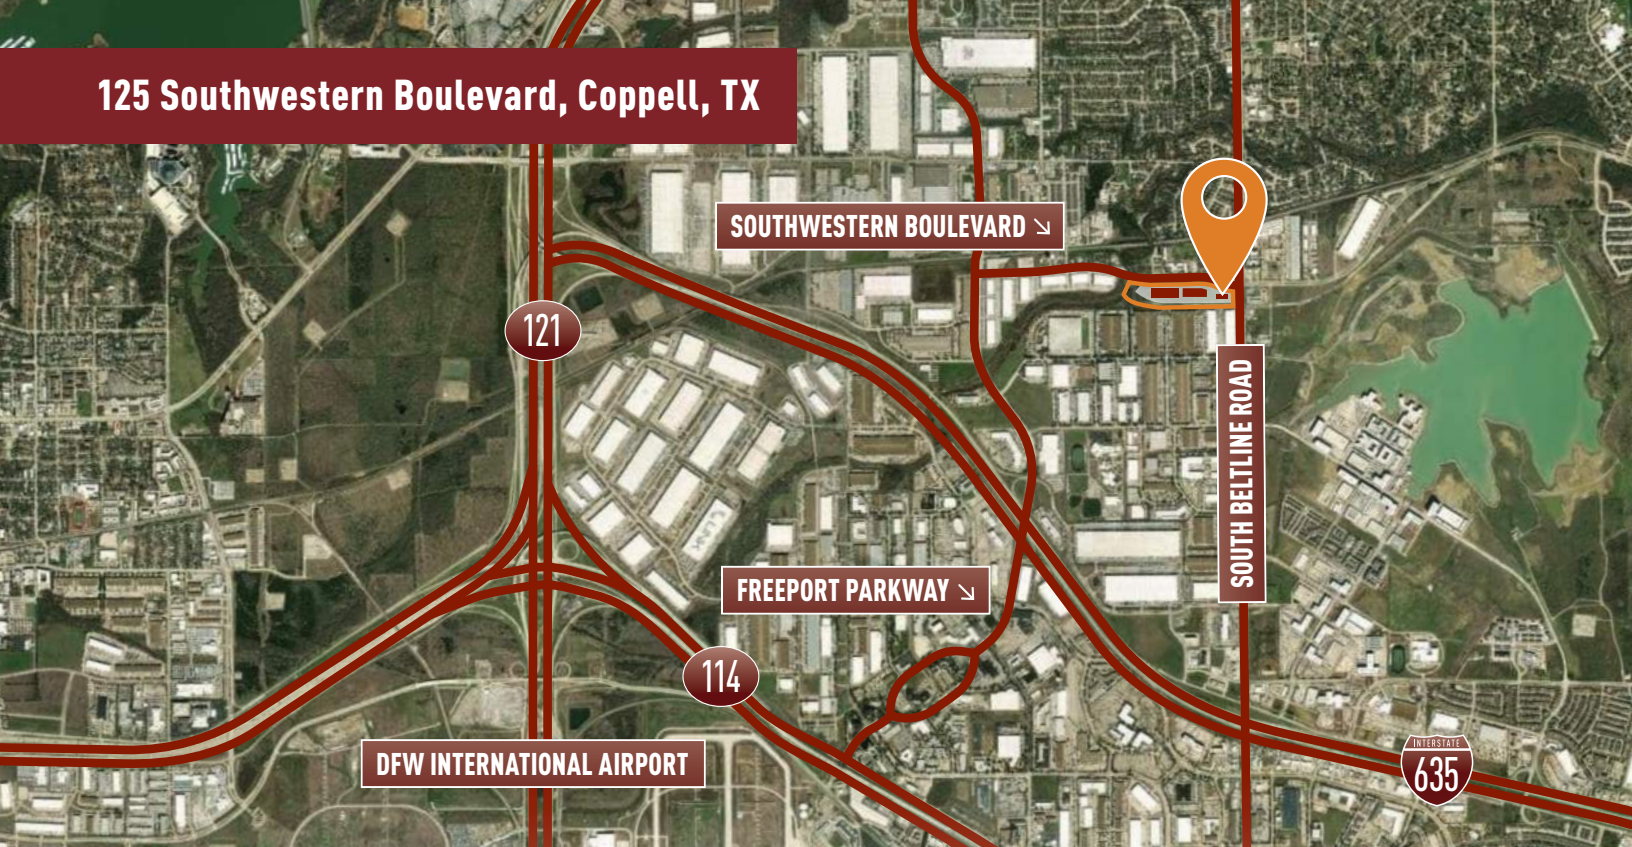 125 Southwestern Boulevard, Coppell, TX
SOUTHWESTERN BOULEVARD ↘
121
SOUTH BELTLINE ROAD
FREEPORT PARKWAY ↘
114
DFW INTERNATIONAL AIRPORT
INTERSTATE
635